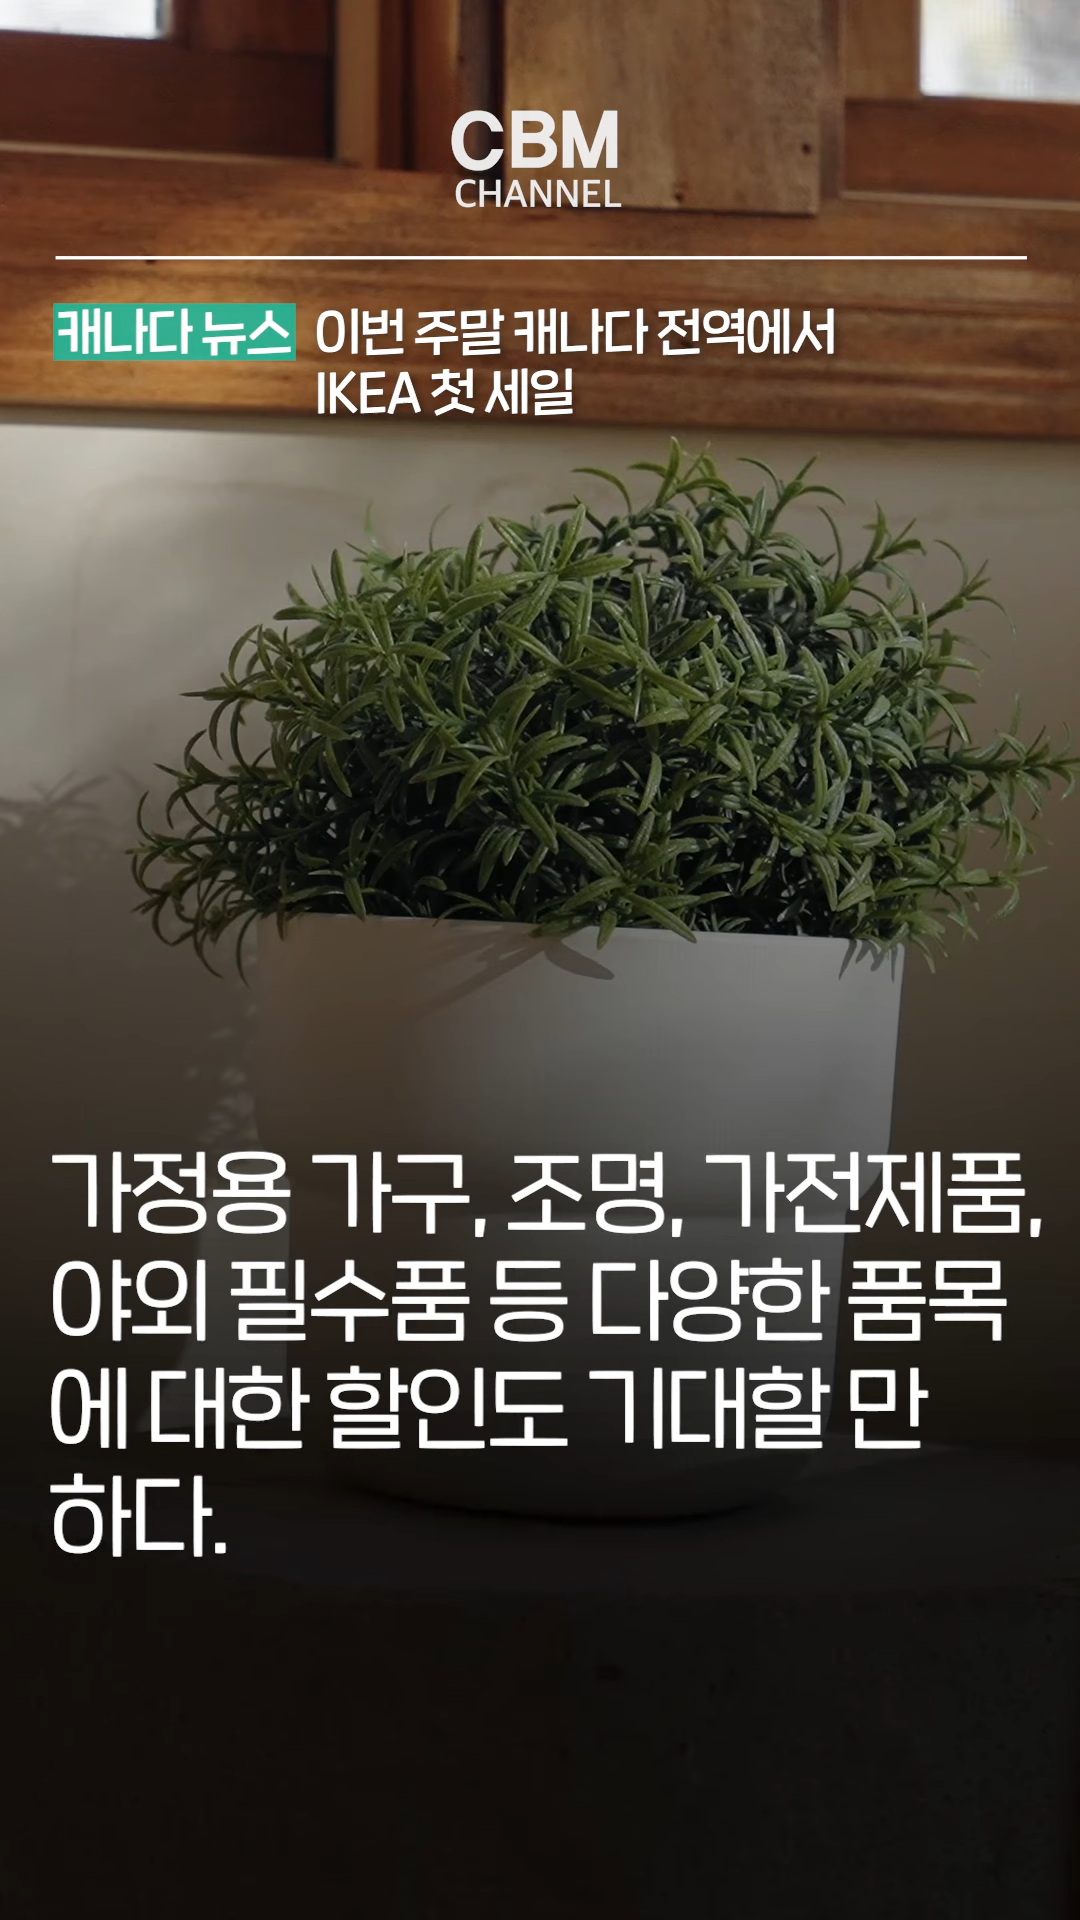 CBM
CHANNEL
캐나다 뉴스 이번 주말 캐나다 전역에서
IKEA 첫 세일
가정용 가구, 조명, 가전제품,
야외 필수품 등 다양한 품목
에 대한 할인도 기대할 만
하다.